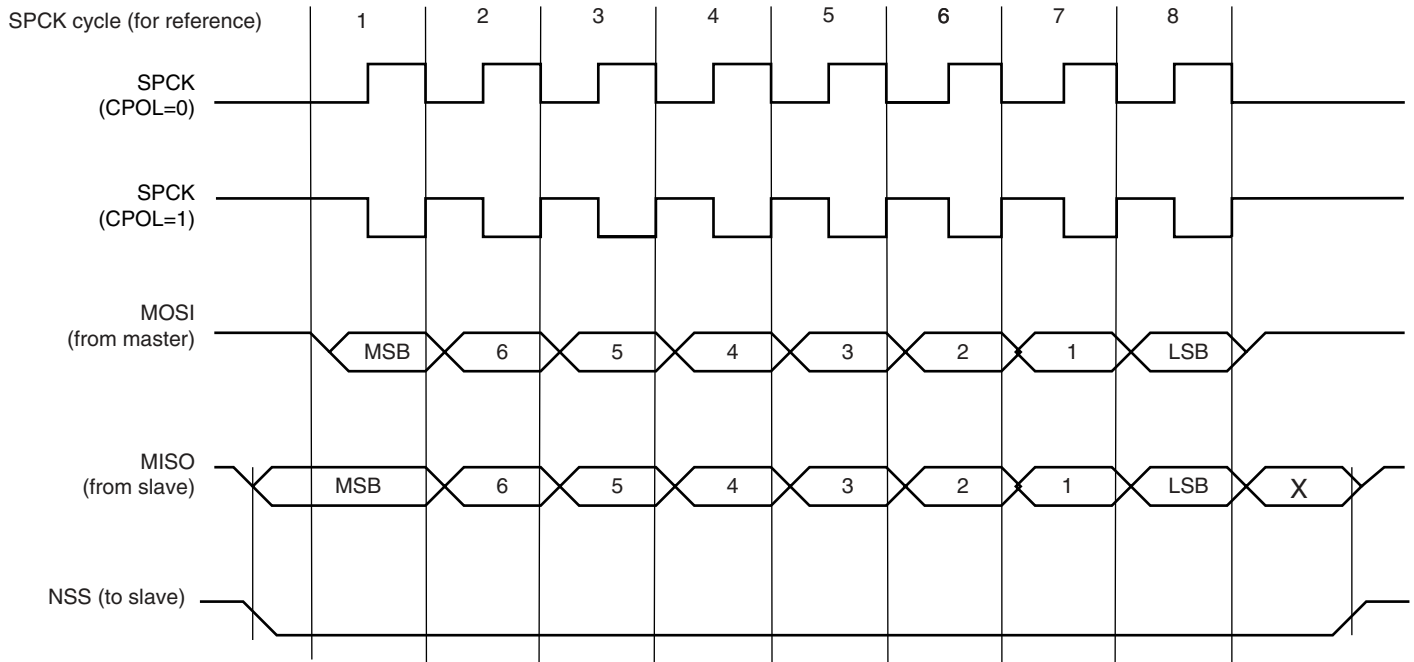 SPCK cycle (for reference) 1 2 3 4 5 6 7 8
SPCK
(CPOL=0)
SPCK
(CPOL=1)
MOSI
(from master)
MSB 6 5 4 3 2 1 LSB
MISO
(from slave)
MSB 6 5 4 3 2 1 LSB X
NSS (to slave)